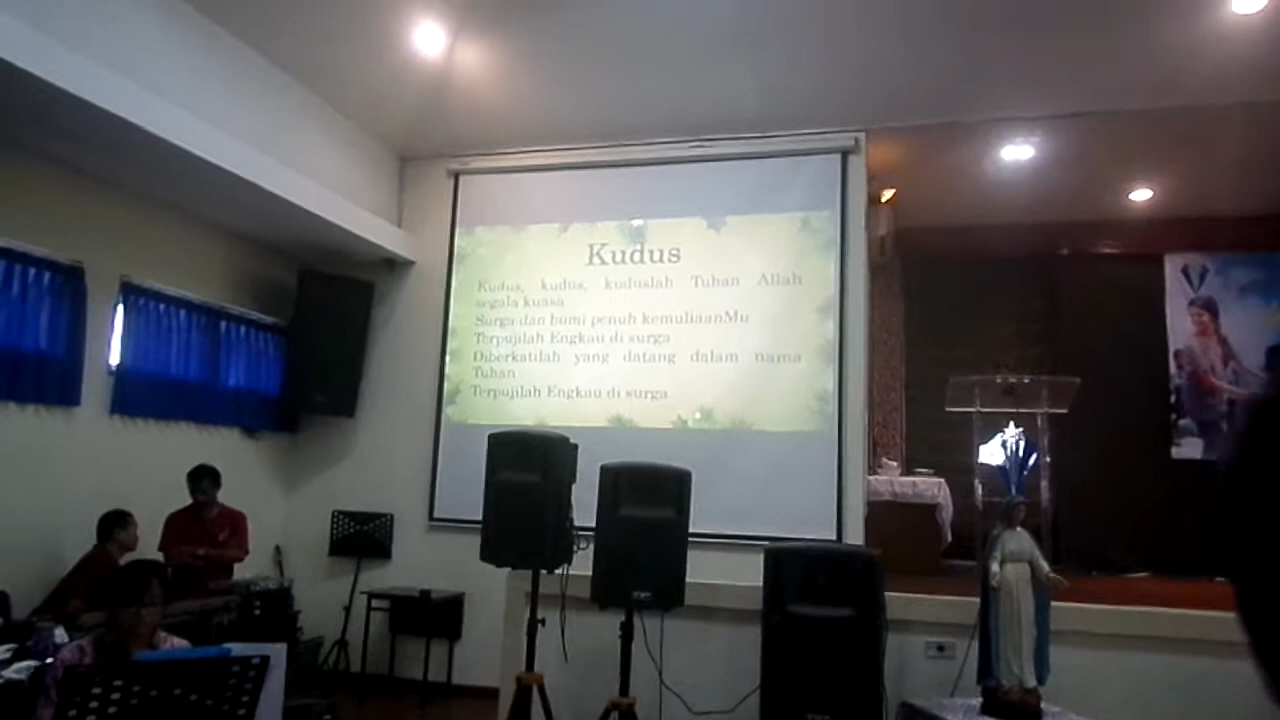 Kudus
Kudus, kudus, kuduslah Tuhan Allah
segala kuasa
Surga dan bumi penuh kemuliaanMu
Terpujilah Engkau di surga
Diberkatilah yang datang dalam nama
Tuhan
Terpujilah Engkau di surga